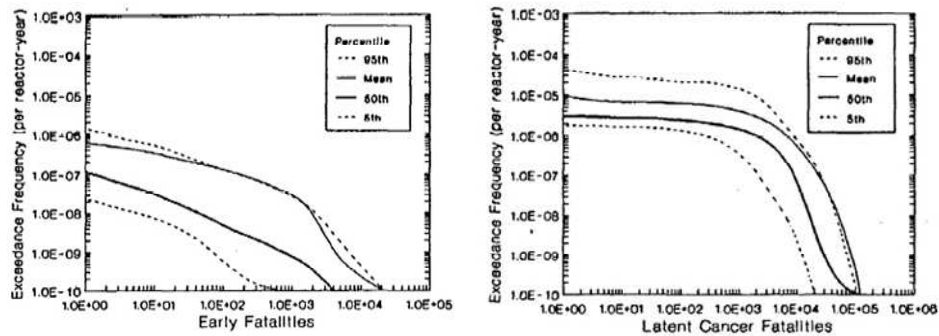 Exceedance Frequency (per reactor-year)
1.0E+03
1.0E-04
1.0E-05
1.0E-06
1.0E-07
1.0E-08
1.0E-09
1.0E-10
Percentile
95th
Mean
50th
5th
1.0E+00 1.0E+01 1.0E+02 1.0E+03 1.0E+04 1.0E+05
Early Fatalities
Exceedance Frequency (per reactor-year)
1.0E-03
1.0E-04
1.0E-05
1.0E-06
1.0E-07
1.0E-08
1.0E-09
1.0E-10
Percentile
95th
Mean
50th
5th
1.0E+00 1.0E+01 1.0E+02 1.0E+03 1.0E+04 1.0E+05 1.0E+06
Latent Cancer Fatalities